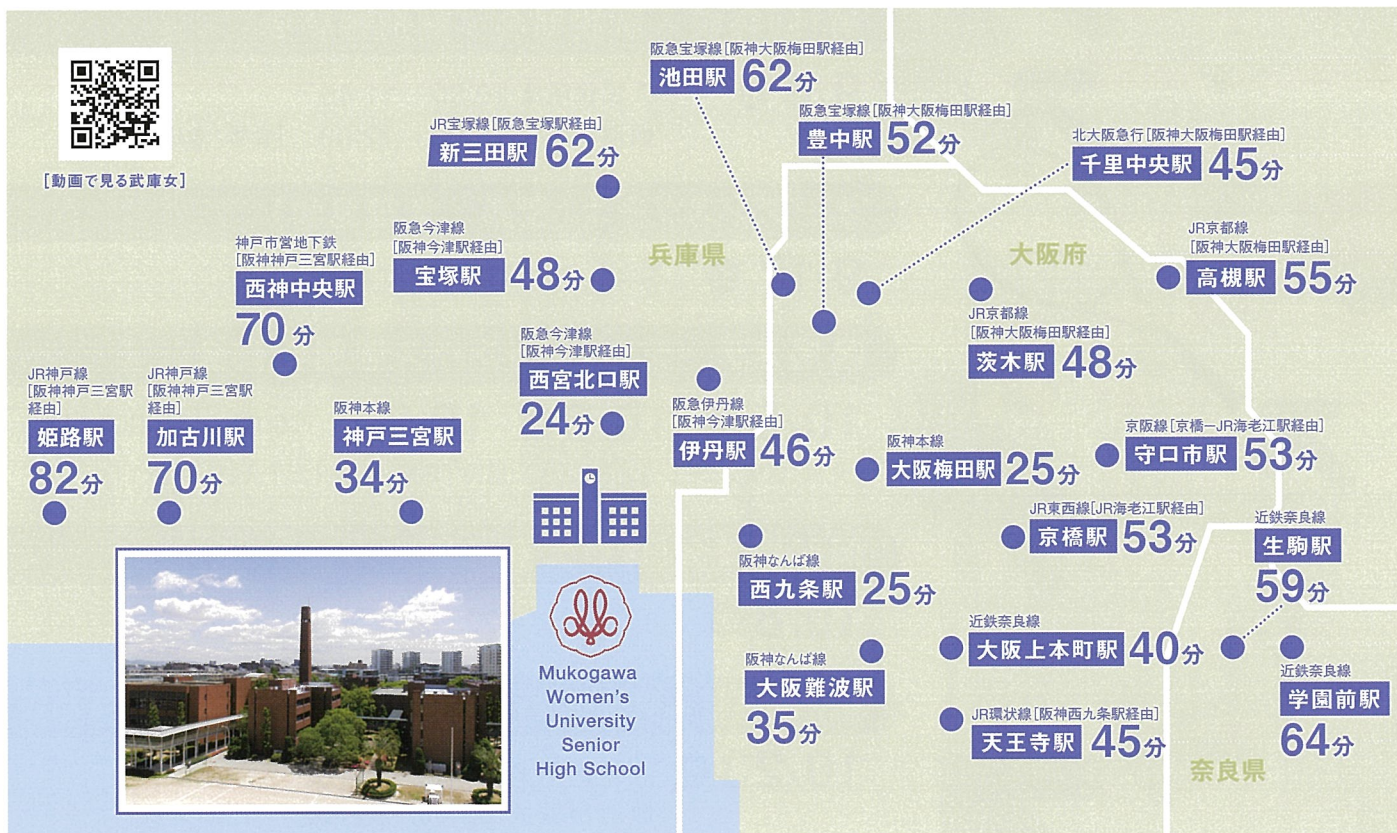 [動画で見る武庫女]
阪急宝塚線[阪神大阪梅田駅経由]
池田駅 62分
阪急宝塚線[阪神大阪梅田駅経由]
豊中駅 52分
北大阪急行[阪神大阪梅田駅経由]
千里中央駅 45分
JR宝塚線[阪急宝塚駅経由]
新三田駅 62分
兵庫県
大阪府
JR京都線
[阪神大阪梅田駅経由]
高槻駅 55分
神戸市営地下鉄
[阪神神戸三宮駅経由]
西神中央駅
70分
阪急今津線
[阪神今津駅経由]
宝塚駅 48分
JR京都線
[阪神大阪梅田駅経由]
茨木駅 48分
JR神戸線
[阪神神戸三宮駅
経由]
姫路駅
82分
JR神戸線
[阪神神戸三宮駅
経由]
加古川駅
70分
阪神本線
神戸三宮駅
34分
阪急今津線
[阪神今津駅経由]
西宮北口駅
24分
阪急伊丹線
[阪神今津駅経由]
伊丹駅 46分
阪神本線
大阪梅田駅 25分
京阪線[京橋ーJR海老江駅経由]
守口市駅 53分
JR東西線[JR海老江駅経由]
京橋駅 53分
近鉄奈良線
生駒駅
59分
阪神なんば線
西九条駅 25分
近鉄奈良線
大阪上本町駅 40分
阪神なんば線
大阪難波駅
35分
JR環状線[阪神西九条駅経由]
天王寺駅 45分
近鉄奈良線
学園前駅
64分
奈良県
Mukogawa
Women's
University
Senior
High School